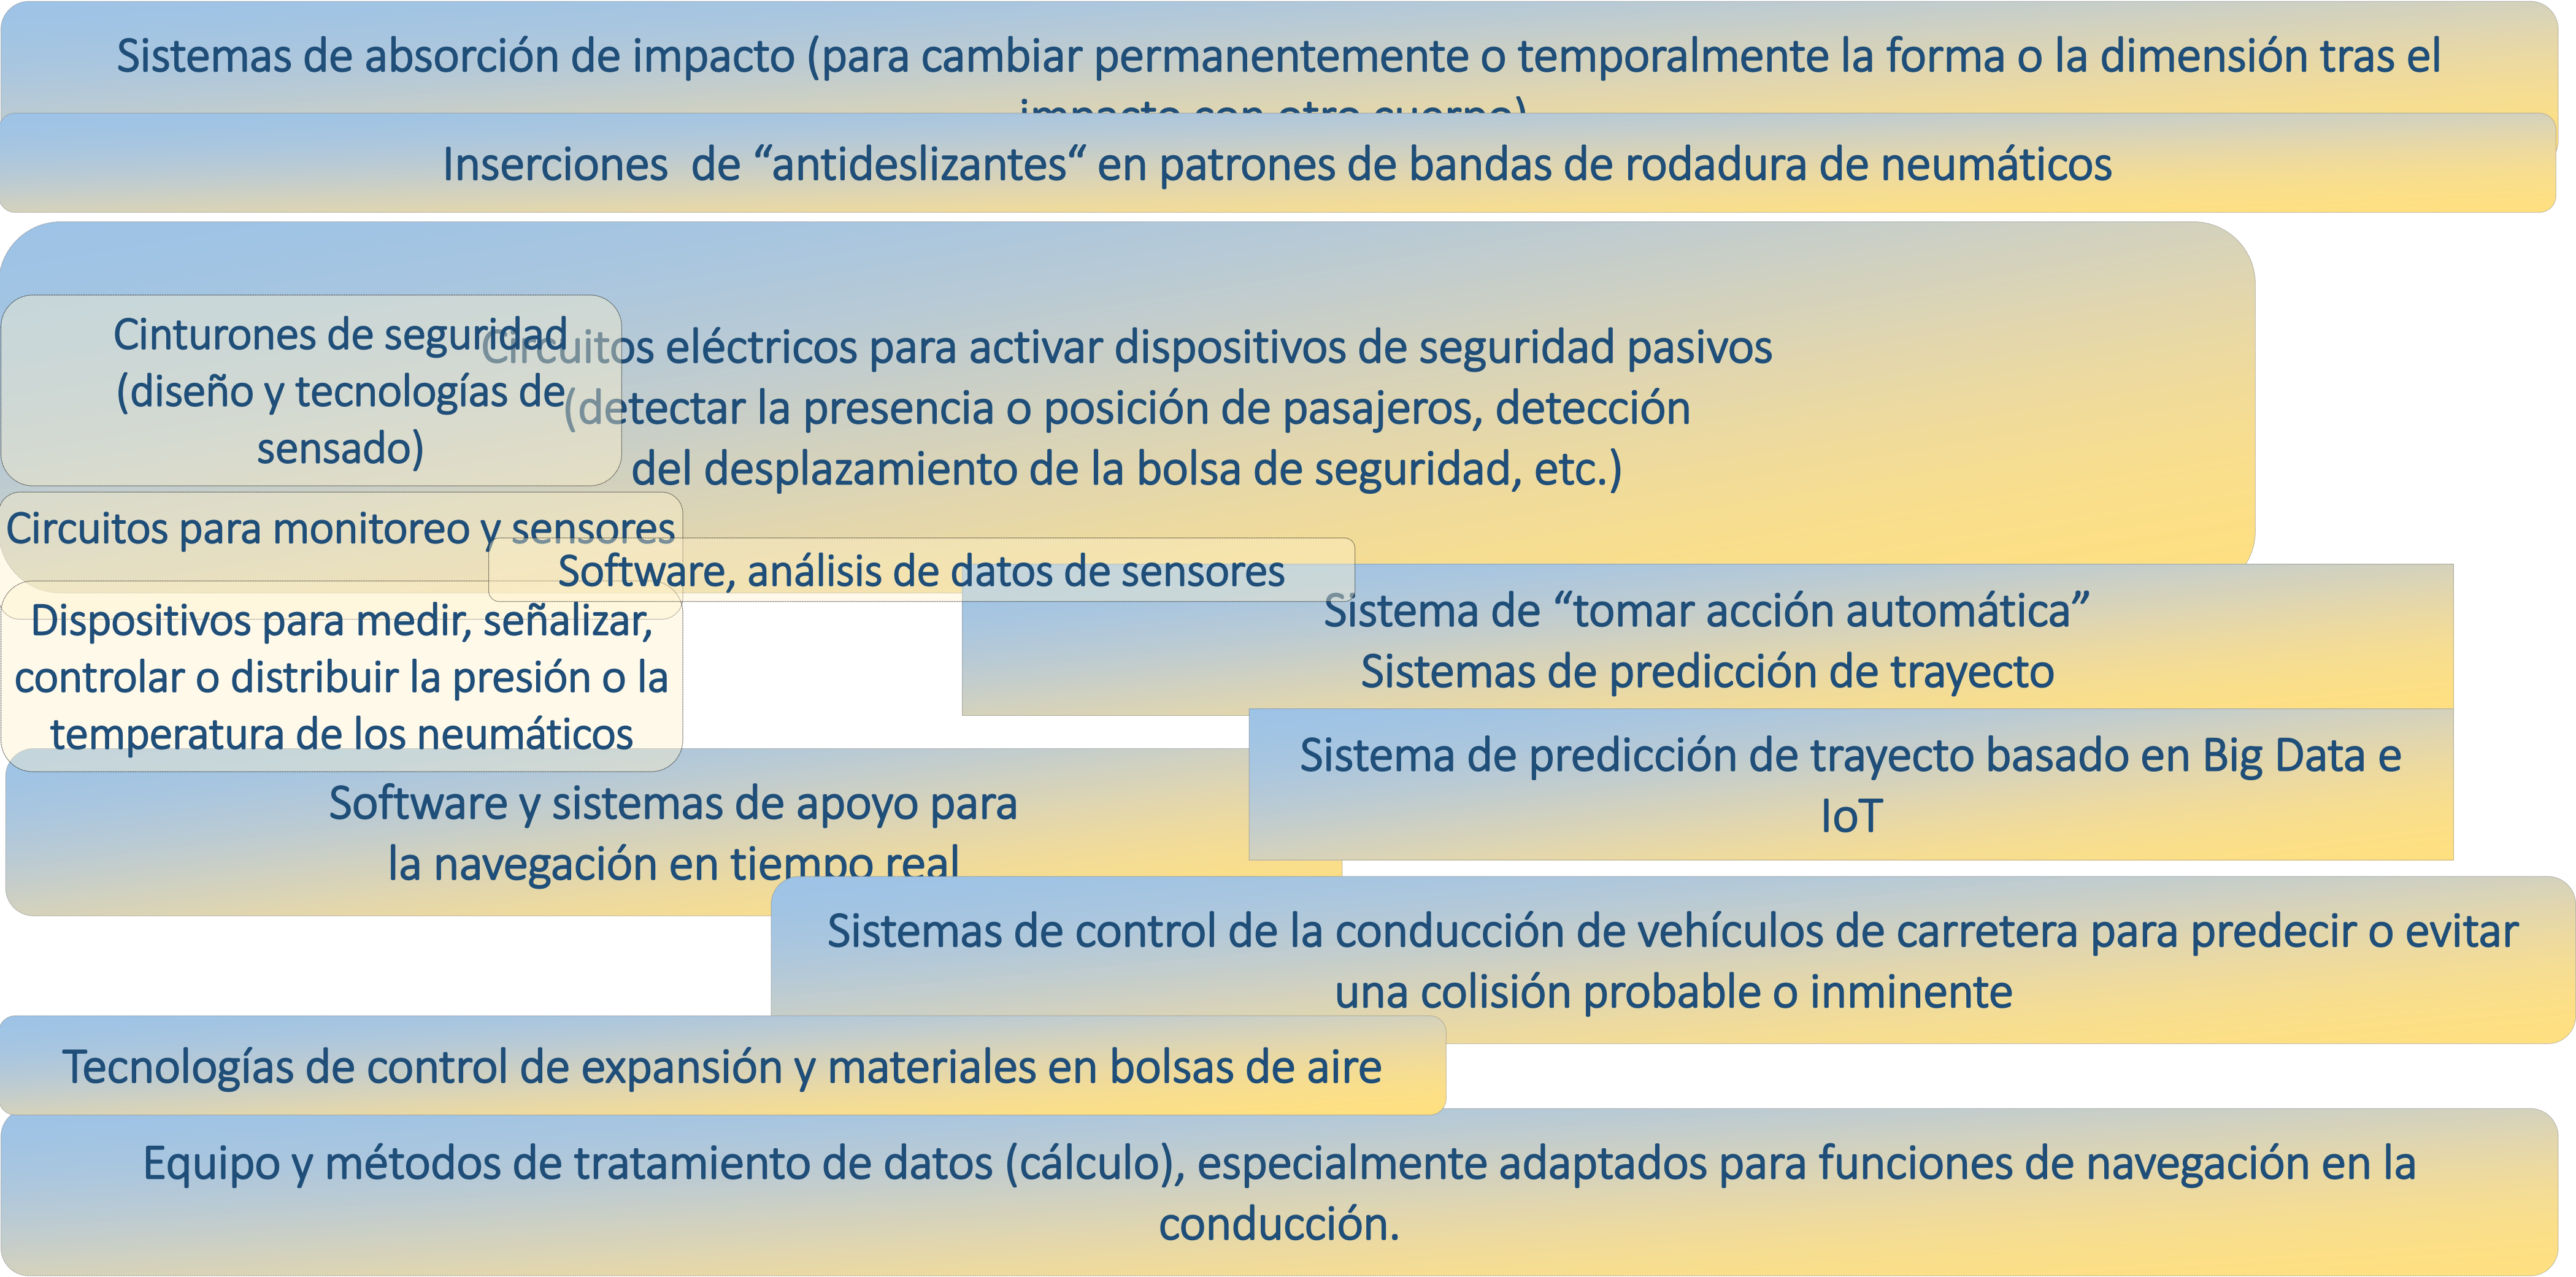 Sistemas de absorción de impacto (para cambiar permanentemente o temporalmente la forma o la dimensión tras el
impacto con otro cuerpo)
Inserciones  de “antideslizantes“ en patrones de bandas de rodadura de neumáticos
Cinturones de seguridad
(diseño y tecnologías de
sensado)
Circuitos eléctricos para activar dispositivos de seguridad pasivos
(detectar la presencia o posición de pasajeros, detección
del desplazamiento de la bolsa de seguridad, etc.)
Circuitos para monitoreo y sensores
Software, análisis de datos de sensores
Dispositivos para medir, señalizar,
controlar o distribuir la presión o la
temperatura de los neumáticos
Sistema de “tomar acción automática”
Sistemas de predicción de trayecto
Sistema de predicción de trayecto basado en Big Data e
IoT
Software y sistemas de apoyo para
la navegación en tiempo real
Sistemas de control de la conducción de vehículos de carretera para predecir o evitar
una colisión probable o inminente
Tecnologías de control de expansión y materiales en bolsas de aire
Equipo y métodos de tratamiento de datos (cálculo), especialmente adaptados para funciones de navegación en la
conducción.